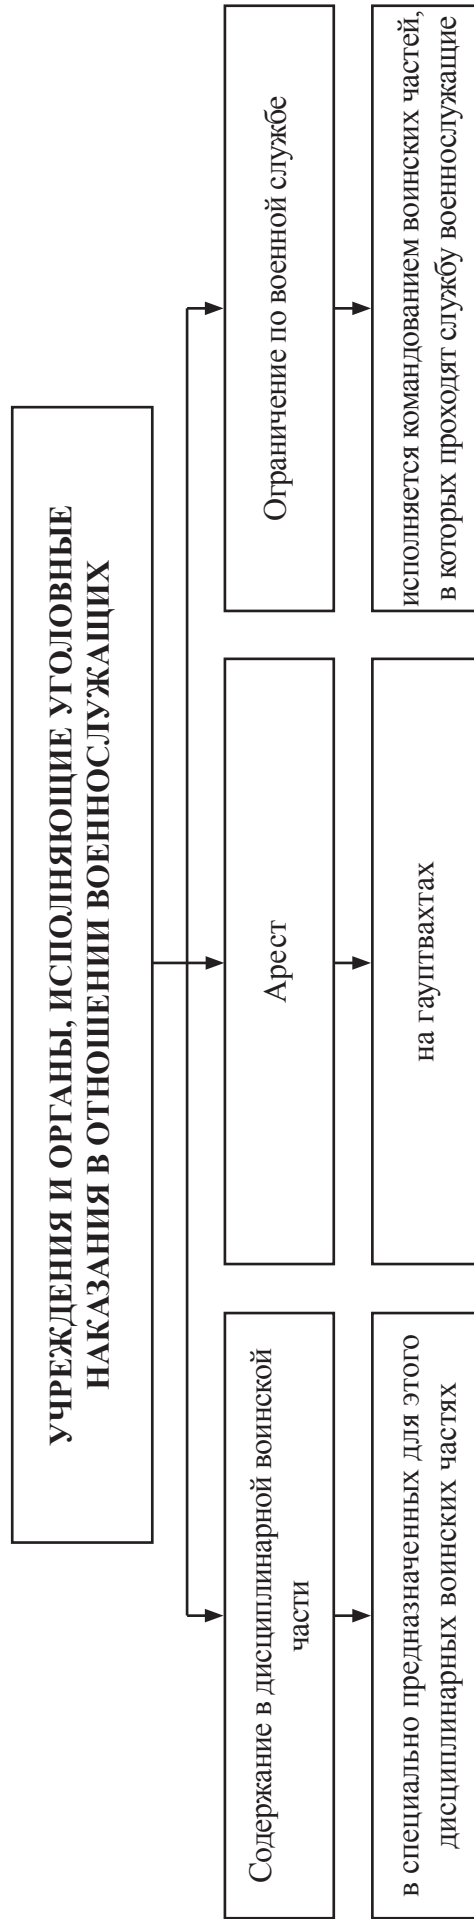 УЧРЕЖДЕНИЯ И ОРГАНЫ, ИСПОЛНЯЮЩИЕ УГОЛОВНЫЕ
НАКАЗАНИЯ В ОТНОШЕНИИ ВОЕННОСЛУЖАЩИХ
Содержание в дисциплинарной воинской
части
в специально предназначенных для этого
дисциплинарных воинских частях
Арест
на гауптвахтах
Ограничение по военной службе
исполняется командованием воинских частей,
в которых проходят службу военнослужащие